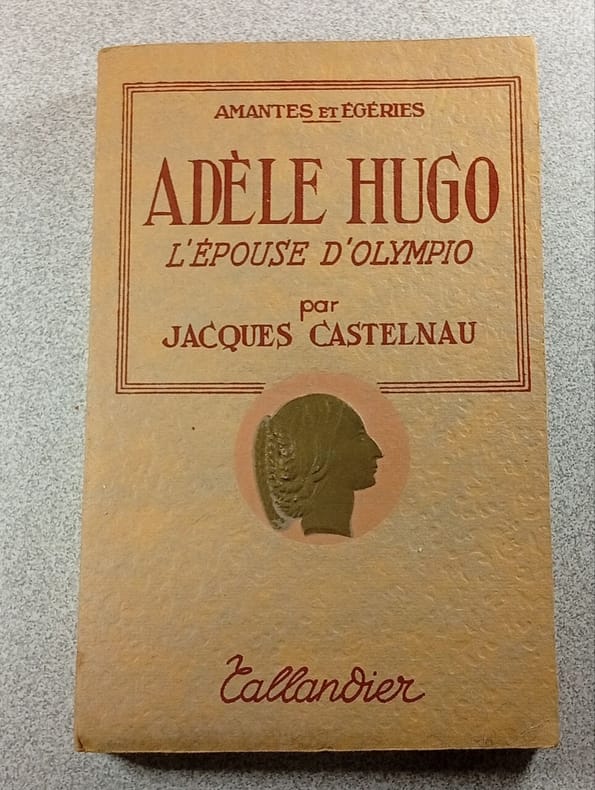 AMANTES ET ÉGÉRIES
ADÈLE HUGO
L'ÉPOUSE D'OLYMPIO
par
JACQUES CASTELNAU
Tallandier